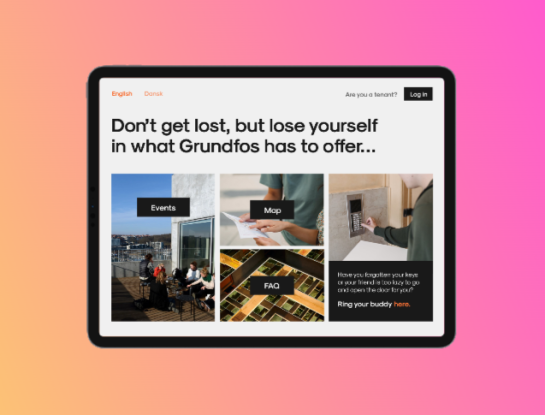 English Dansk
Are you a tenant? Log in
Don't get lost, but lose yourself
in what Grundfos has to offer...
Events
Map
FAQ
Have you forgotten your keys
or your friend is too lazy to go
and open the door for you?
Ring your buddy here.